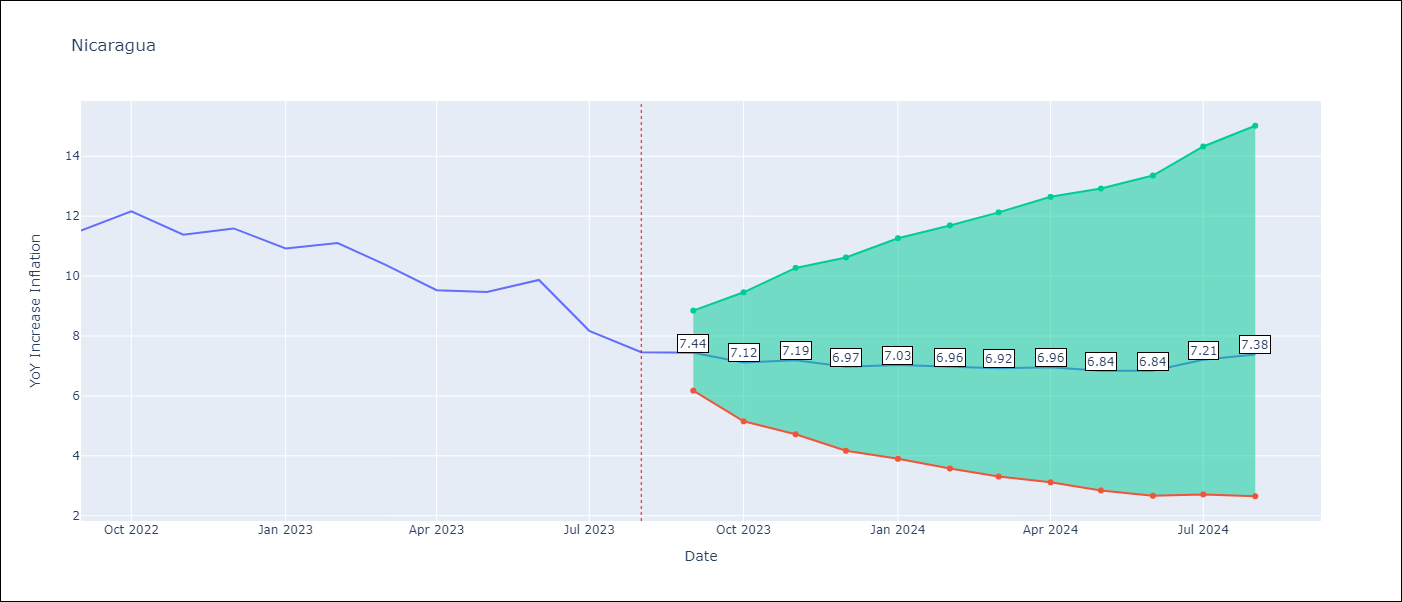 Nicaragua
YoY Increase Inflation
14
12
10
8
6
4
2
7.44
7.12
7.19
6.97
7.03
6.96
6.92
6.96
6.84
6.84
7.21
7.38
Oct 2022
Jan 2023
Apr 2023
Jul 2023
Oct 2023
Jan 2024
Apr 2024
Jul 2024
Date